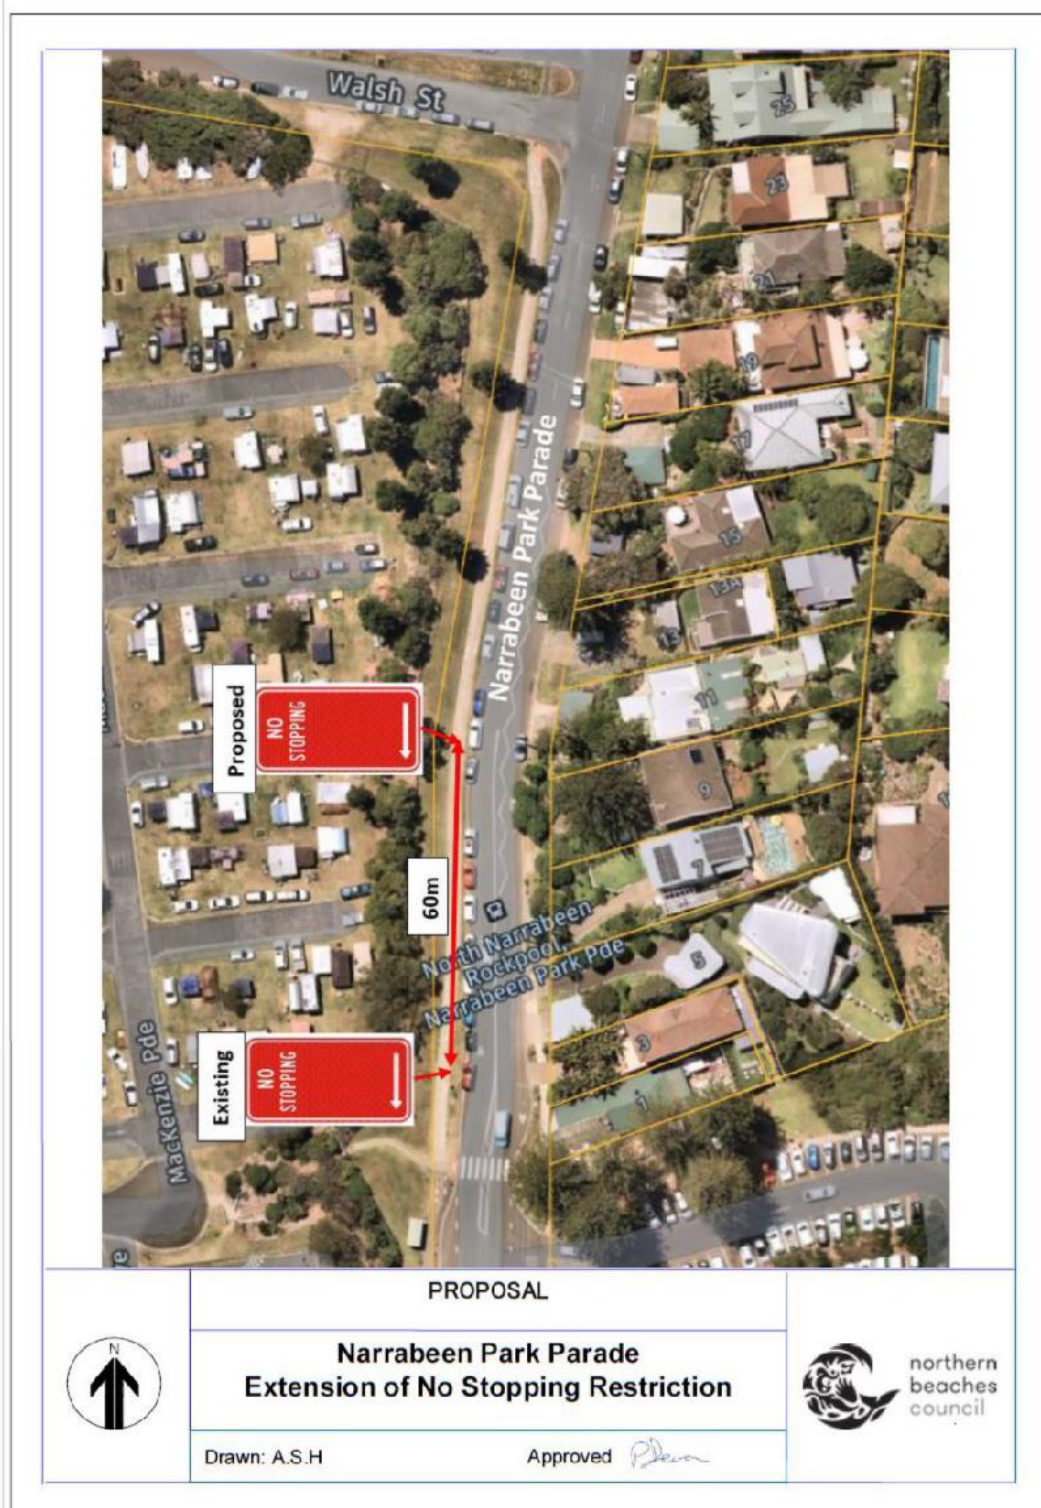 Walsh St
25
23
21
19
17
15
13A
13
11
9
7
5
3
1
Narrabeen Park Parade
Proposed
NO
STOPPING
60m
North Narrabeen
Rockpool,
Narrabeen Park Pde
Existing
NO
STOPPING
MacKenzie Pde
PROPOSAL
N
Narrabeen Park Parade
Extension of No Stopping Restriction
Drawn: A.S.H
Approved
northern
beaches
council